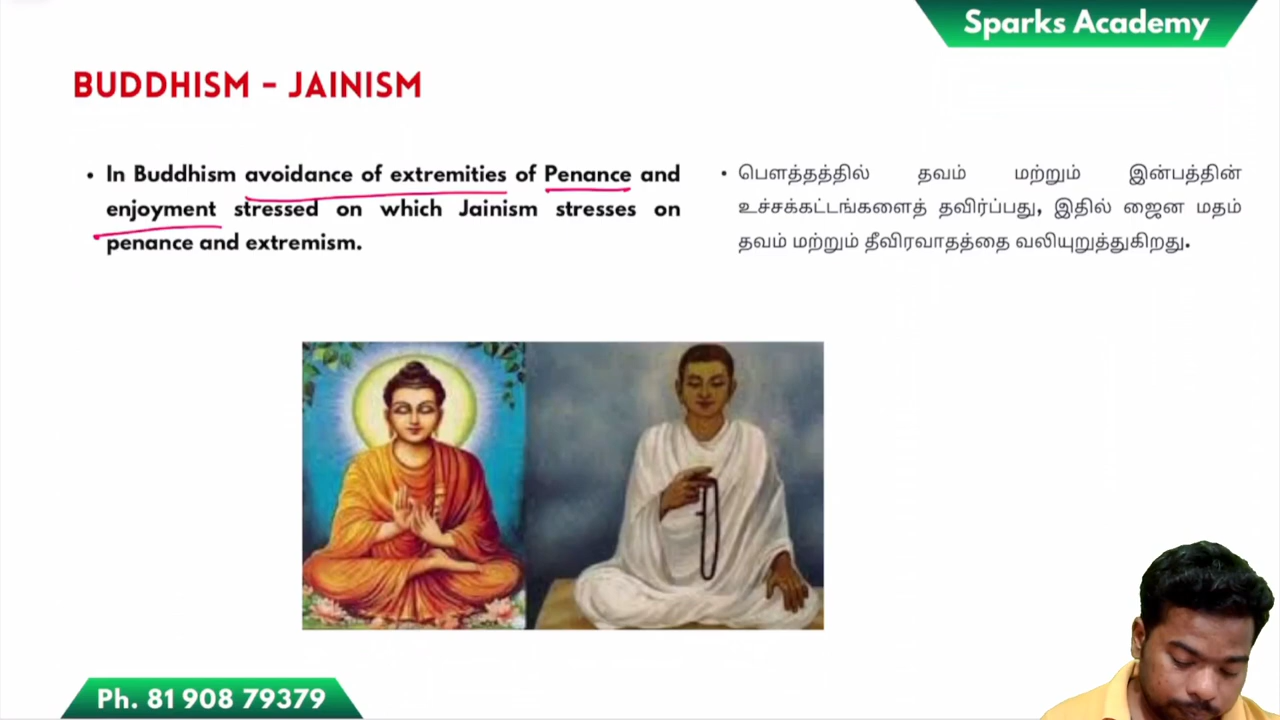 Sparks Academy
BUDDHISM - JAINISM
• In Buddhism avoidance of extremities of Penance and
enjoyment stressed on which Jainism stresses on
penance and extremism.
• பௌத்தத்தில் தவம் மற்றும் இன்பத்தின்
உச்சக்கட்டங்களைத் தவிர்ப்பது, இதில் ஜைன மதம்
தவம் மற்றும் தீவிரவாதத்தை வலியுறுத்துகிறது.
Ph. 81 908 79379